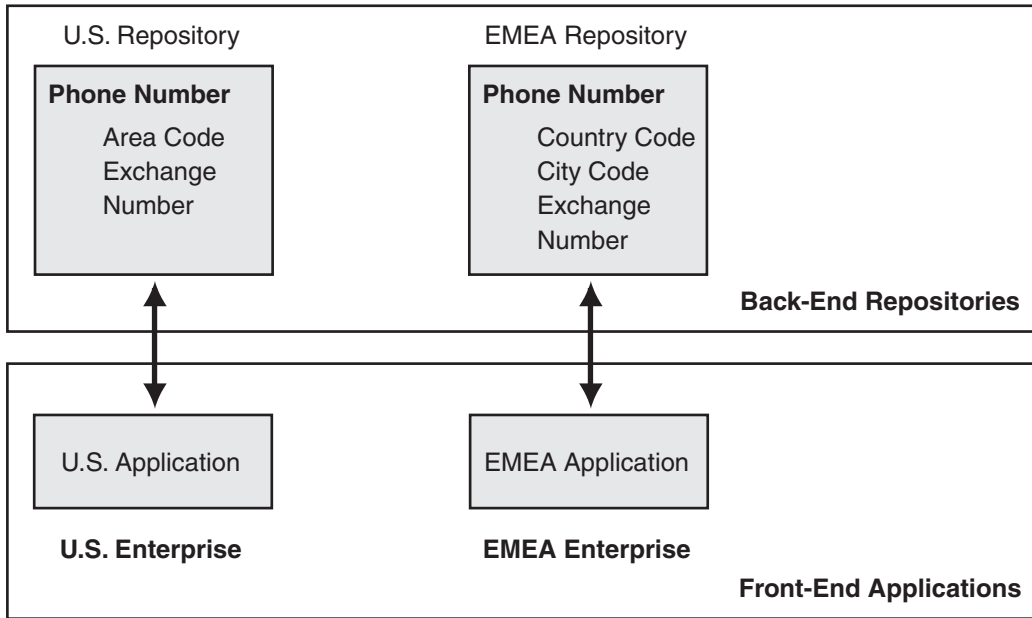 U.S. Repository
EMEA Repository
Phone Number
Area Code
Exchange
Number
Phone Number
Country Code
City Code
Exchange
Number
Back-End Repositories
U.S. Application
EMEA Application
U.S. Enterprise
EMEA Enterprise
Front-End Applications